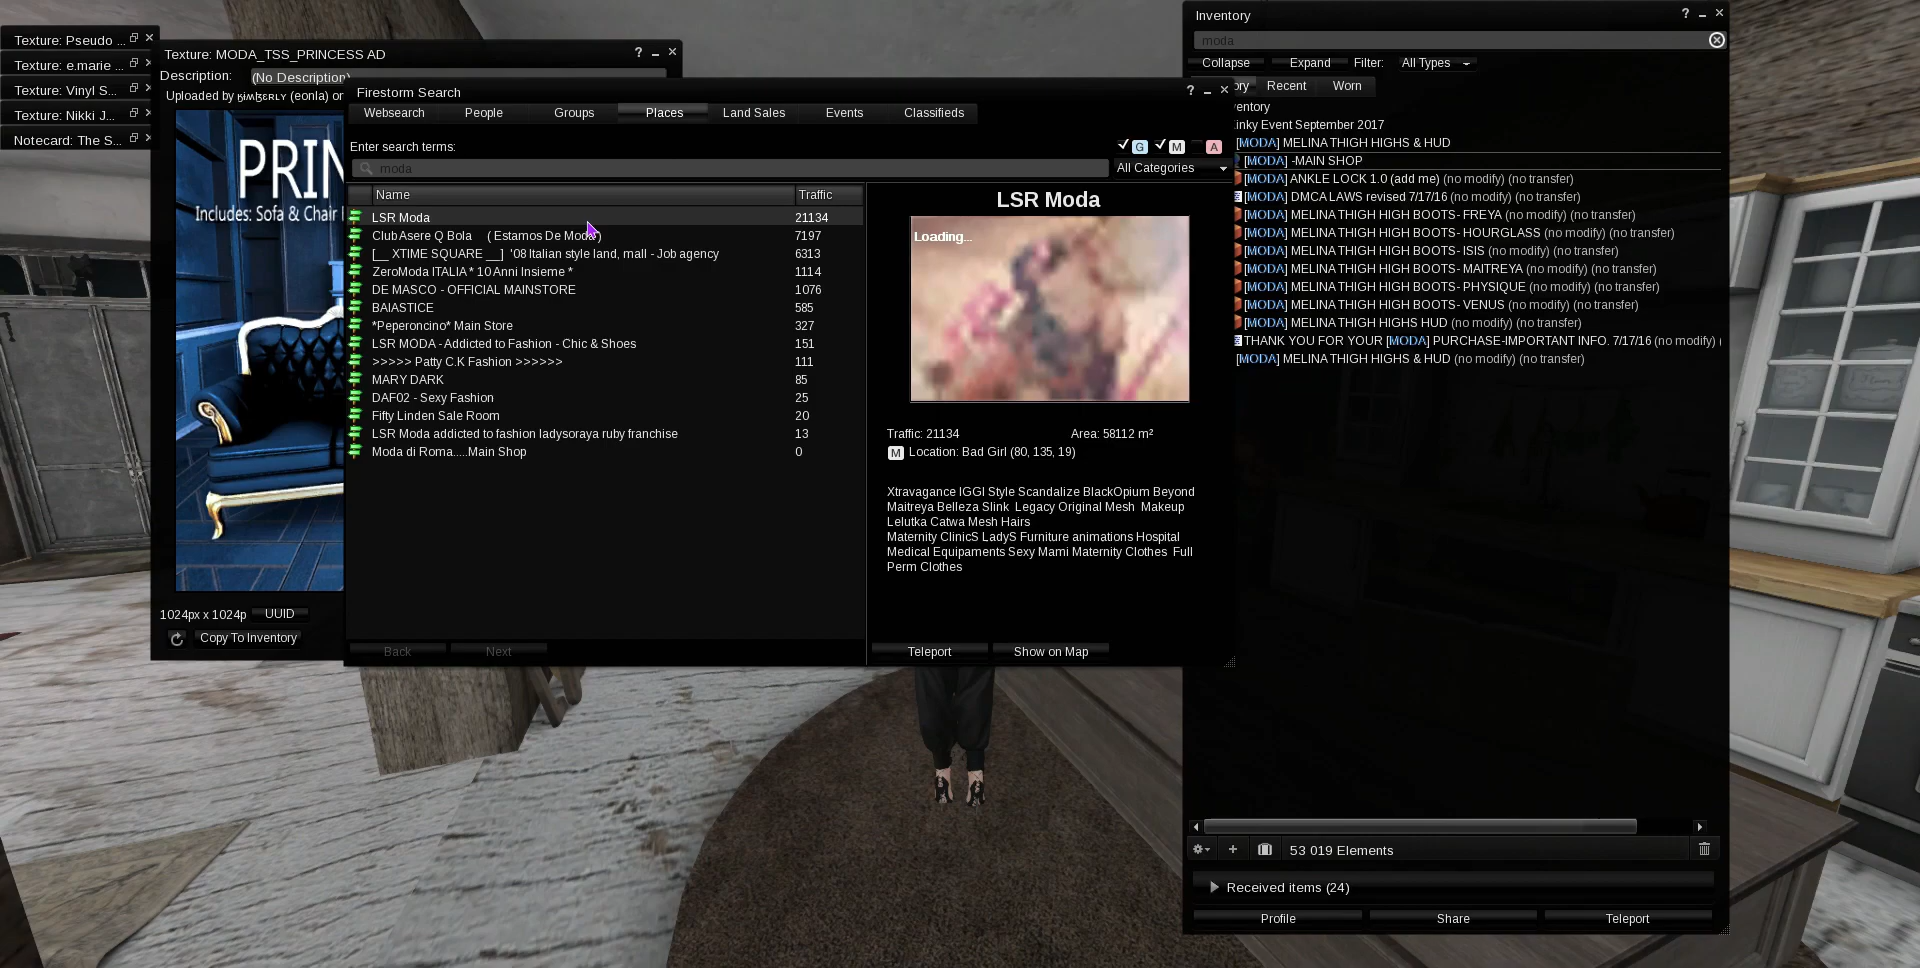 Texture: Pseudo ...
Texture: e.marie ...
Texture: Vinyl S...
Texture: Nikki J...
Notecard: The S...
Texture: MODA_TSS_PRINCESS AD
Description:
(No Description)
Uploaded by
(eonla) or
PRIN
Includes: Sofa & Chair
1024px x 1024p
UUID
Copy To Inventory
Firestorm Search
Websearch
People
Groups
Places
Land Sales
Events
Classifieds
Enter search terms:
G
M
A
moda
All Categories
Name
Traffic
LSR Moda 21134
Club Asere Q Bola ( Estamos De Moda ) 7197
[__ XTIME SQUARE __] '08 Italian style land, mall - Job agency 6313
ZeroModa ITALIA * 10 Anni Insieme * 1114
DE MASCO - OFFICIAL MAINSTORE 1076
BAIASTICE 585
*Peperoncino* Main Store 327
LSR MODA - Addicted to Fashion - Chic & Shoes 151
>>>>> Patty C.K Fashion >>>>>> 111
MARY DARK 85
DAF02 - Sexy Fashion 25
Fifty Linden Sale Room 20
LSR Moda addicted to fashion ladysoraya ruby franchise 13
Moda di Roma.....Main Shop 0
Back
Next
LSR Moda
Loading...
Traffic: 21134
Area: 58112 m²
M
Location: Bad Girl (80, 135, 19)
Xtravagance IGGI Style Scandalize BlackOpium Beyond
Maitreya Belleza Slink Legacy Original Mesh Makeup
Lelutka Catwa Mesh Hairs
Maternity ClinicS LadyS Furniture animations Hospital
Medical Equipaments Sexy Mami Maternity Clothes Full
Perm Clothes
Teleport
Show on Map
Inventory
moda
Collapse
Expand
Filter:
All Types
ory
Recent
Worn
ventory
inky Event September 2017
[MODA] MELINA THIGH HIGHS & HUD
[MODA] -MAIN SHOP
[MODA] ANKLE LOCK 1.0 (add me) (no modify) (no transfer)
[MODA] DMCA LAWS revised 7/17/16 (no modify) (no transfer)
[MODA] MELINA THIGH HIGH BOOTS- FREYA (no modify) (no transfer)
[MODA] MELINA THIGH HIGH BOOTS- HOURGLASS (no modify) (no transfer)
[MODA] MELINA THIGH HIGH BOOTS- ISIS (no modify) (no transfer)
[MODA] MELINA THIGH HIGH BOOTS- MAITREYA (no modify) (no transfer)
[MODA] MELINA THIGH HIGH BOOTS- PHYSIQUE (no modify) (no transfer)
[MODA] MELINA THIGH HIGH BOOTS- VENUS (no modify) (no transfer)
[MODA] MELINA THIGH HIGHS HUD (no modify) (no transfer)
THANK YOU FOR YOUR [MODA] PURCHASE-IMPORTANT INFO. 7/17/16 (no modify) (
[MODA] MELINA THIGH HIGHS & HUD (no modify) (no transfer)
53 019 Elements
Received items (24)
Profile
Share
Teleport